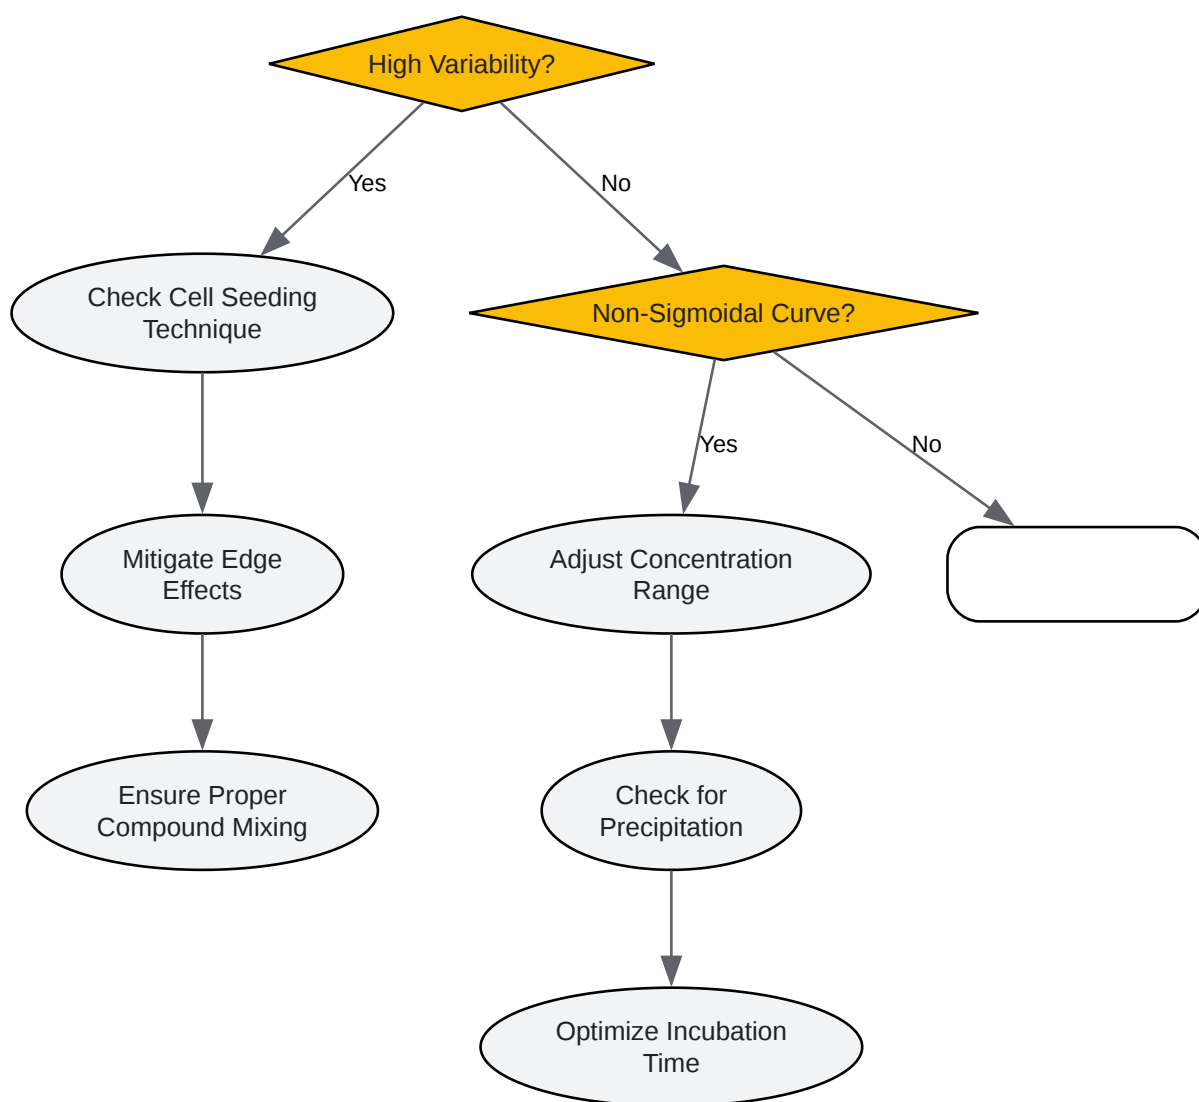 High Variability?
Yes
No
Check Cell Seeding
Technique
Non-Sigmoidal Curve?
Yes
No
Mitigate Edge
Effects
Adjust Concentration
Range
Ensure Proper
Compound Mixing
Check for
Precipitation
Optimize Incubation
Time